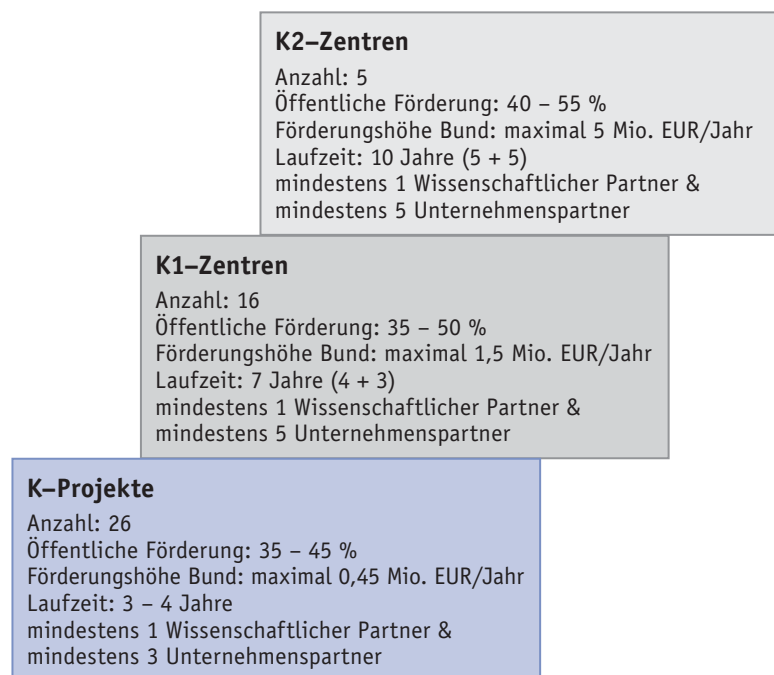 K2–Zentren
Anzahl: 5
Öffentliche Förderung: 40 – 55 %
Förderungshöhe Bund: maximal 5 Mio. EUR/Jahr
Laufzeit: 10 Jahre (5 + 5)
mindestens 1 Wissenschaftlicher Partner &
mindestens 5 Unternehmenspartner
K1–Zentren
Anzahl: 16
Öffentliche Förderung: 35 – 50 %
Förderungshöhe Bund: maximal 1,5 Mio. EUR/Jahr
Laufzeit: 7 Jahre (4 + 3)
mindestens 1 Wissenschaftlicher Partner &
mindestens 5 Unternehmenspartner
K–Projekte
Anzahl: 26
Öffentliche Förderung: 35 – 45 %
Förderungshöhe Bund: maximal 0,45 Mio. EUR/Jahr
Laufzeit: 3 – 4 Jahre
mindestens 1 Wissenschaftlicher Partner &
mindestens 3 Unternehmenspartner